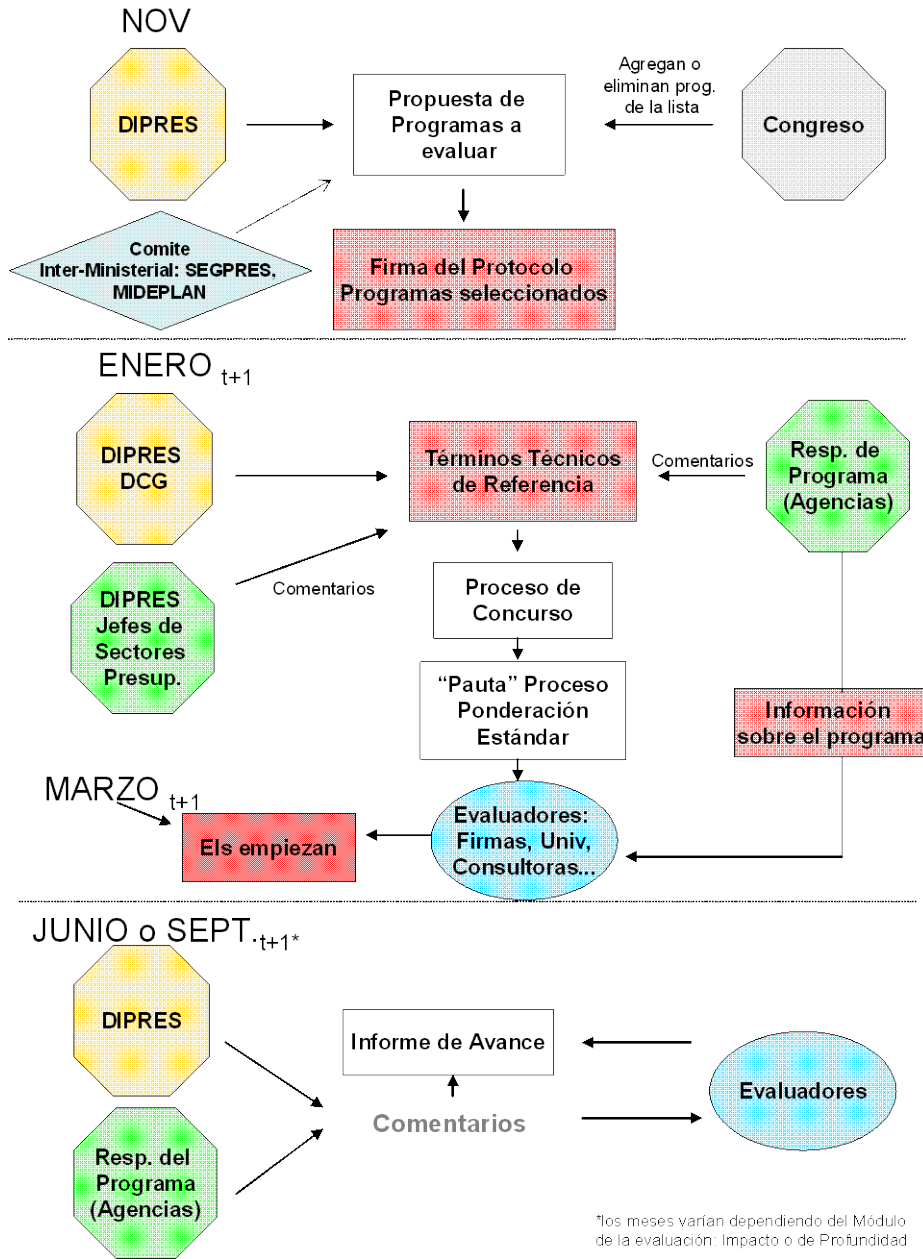 NOV
DIPRES
Propuesta de
Programas a
evaluar
Agregan o
eliminan prog.
de la lista
Congreso
Comite
Inter-Ministerial: SEGPRES,
MIDEPLAN
Firma del Protocolo
Programas seleccionados
ENERO t+1
DIPRES
DCG
Términos Técnicos
de Referencia
Comentarios
Resp. de
Programa
(Agencias)
DIPRES
Jefes de
Sectores
Presup.
Comentarios
Proceso de
Concurso
“Pauta” Proceso
Ponderación
Estándar
Información
sobre el programa
MARZO t+1
EIs empiezan
Evaluadores:
Firmas, Univ,
Consultoras...
JUNIO o SEPT. t+1*
DIPRES
Informe de Avance
Evaluadores
Comentarios
Resp. del
Programa
(Agencias)
*los meses varían dependiendo del Módulo
de la evaluación: Impacto o de Profundidad